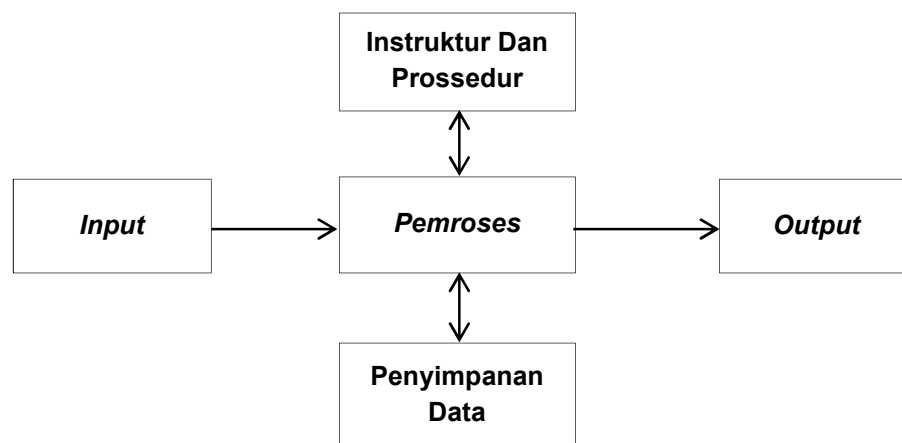 Instruktur Dan
Prossedur
Input
Pemroses
Output
Penyimpanan
Data